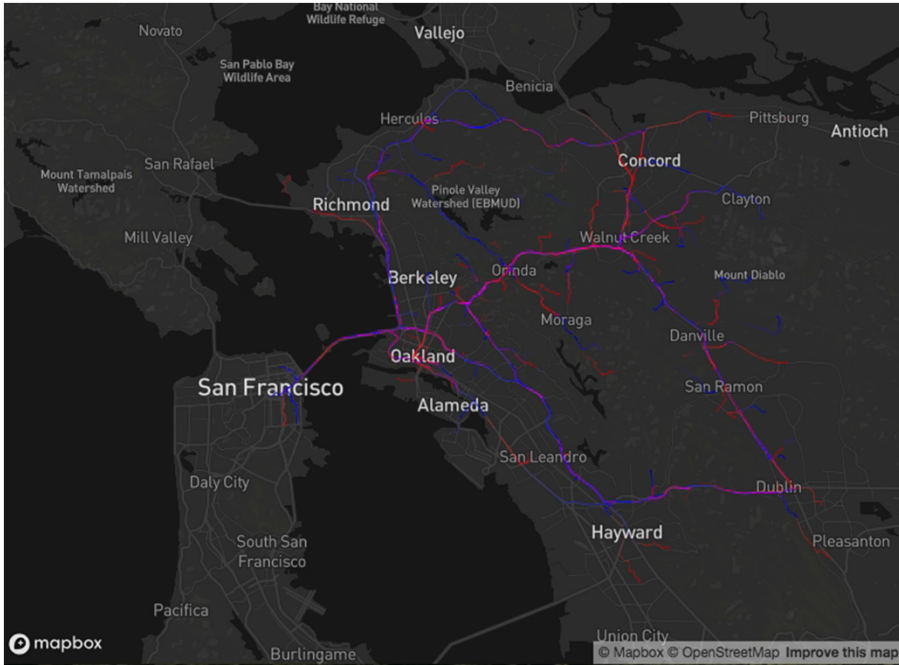 Bay National
Wildlife Refuge
Novato
Vallejo
San Pablo Bay
Wildlife Area
Benicia
Hercules
Pittsburg
Antioch
San Rafael
Concord
Mount Tamalpais
Watershed
Pinole Valley
Watershed (EBMUD)
Clayton
Richmond
Mill Valley
Walnut Creek
Berkeley
Orinda
Mount Diablo
Moraga
Danville
Oakland
San Francisco
San Ramon
Alameda
San Leandro
Daly City
Dublin
Hayward
South San
Francisco
Pleasanton
Pacifica
Union City
mapbox
Burlingame
© Mapbox © OpenStreetMap Improve this map